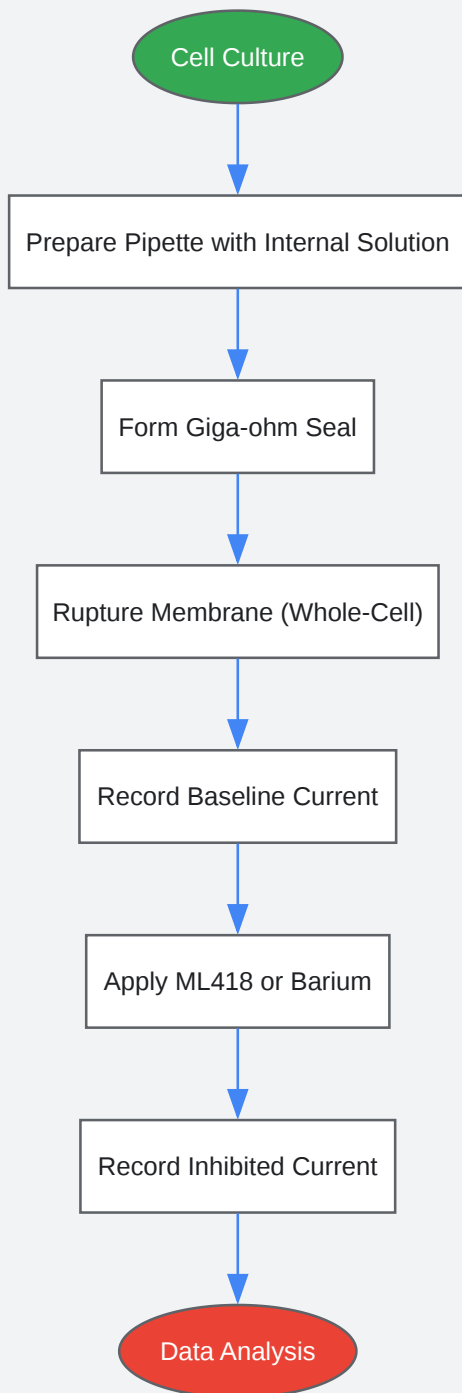 Cell Culture
Prepare Pipette with Internal Solution
Form Giga-ohm Seal
Rupture Membrane (Whole-Cell)
Record Baseline Current
Apply ML418 or Barium
Record Inhibited Current
Data Analysis